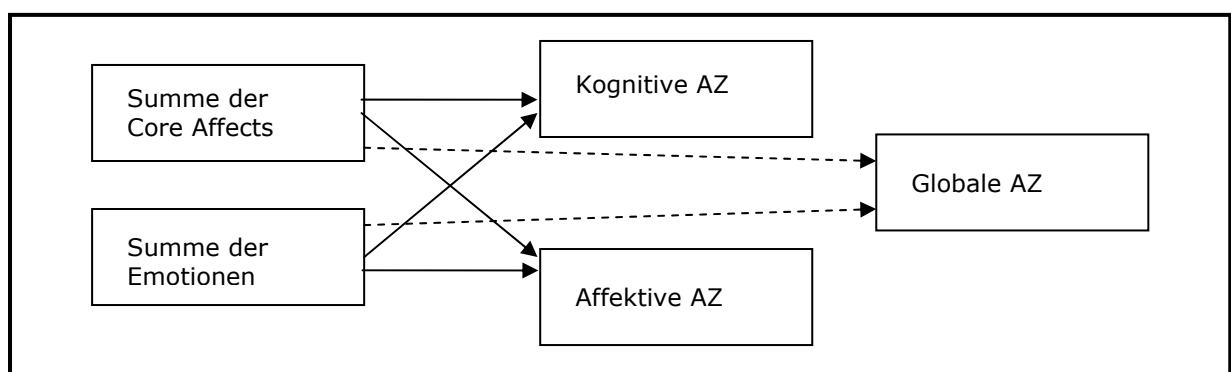 Summe der
Core Affects
Summe der
Emotionen
Kognitive AZ
Affektive AZ
Globale AZ